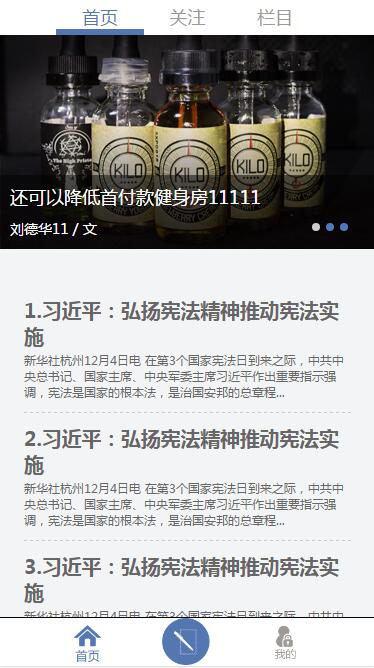 首页 关注 栏目
KILO KILO KILO KILO
还可以降低首付款健身房11111
刘德华11 / 文
1.习近平：弘扬宪法精神推动宪法实
施
新华社杭州12月4日电 在第3个国家宪法日到来之际，中共中
央总书记、国家主席、中央军委主席习近平作出重要指示强
调，宪法是国家的根本法，是治国安邦的总章程...
2.习近平：弘扬宪法精神推动宪法实
施
新华社杭州12月4日电 在第3个国家宪法日到来之际，中共中
央总书记、国家主席、中央军委主席习近平作出重要指示强
调，宪法是国家的根本法，是治国安邦的总章程...
3.习近平：弘扬宪法精神推动宪法实
施
新华社杭州12月4日电 在第3个国家宪法日到来之际，中共中
首页 我的